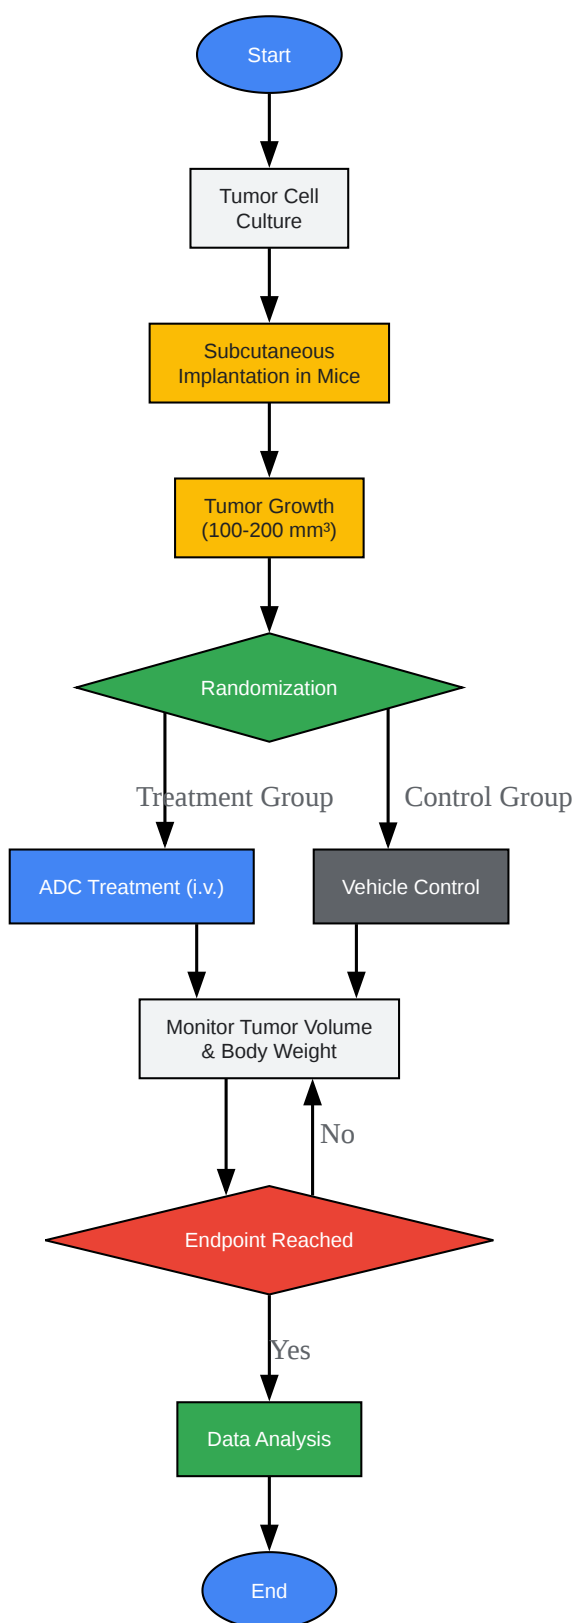 Start
Tumor Cell
Culture
Subcutaneous
Implantation in Mice
Tumor Growth
(100-200 mm³)
Randomization
Treatment Group
Control Group
ADC Treatment (i.v.)
Vehicle Control
Monitor Tumor Volume
& Body Weight
No
Endpoint Reached
Yes
Data Analysis
End